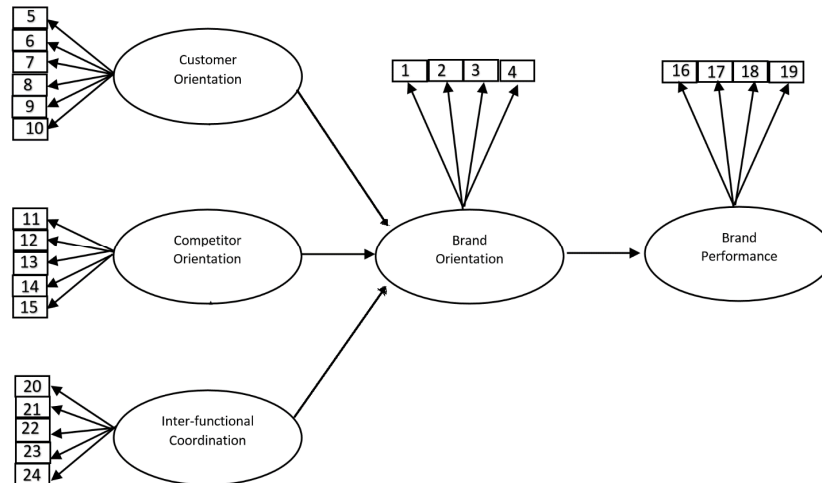 5
6
7
8
9
10
Customer
Orientation
1 2 3 4
16 17 18 19
11
12
13
14
15
Competitor
Orientation
Brand
Orientation
Brand
Performance
20
21
22
23
24
Inter-functional
Coordination